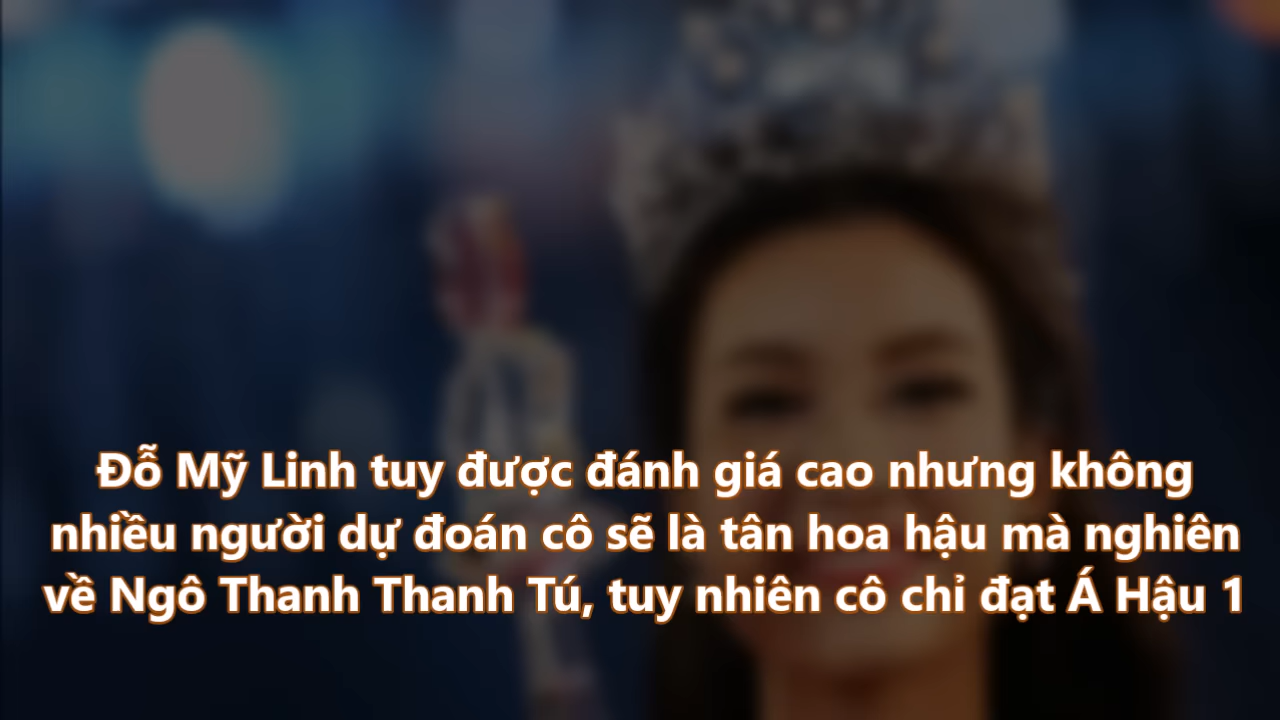 Đỗ Mỹ Linh tuy được đánh giá cao nhưng không
nhiều người dự đoán cô sẽ là tân hoa hậu mà nghiên
về Ngô Thanh Thanh Tú, tuy nhiên cô chỉ đạt Á Hậu 1